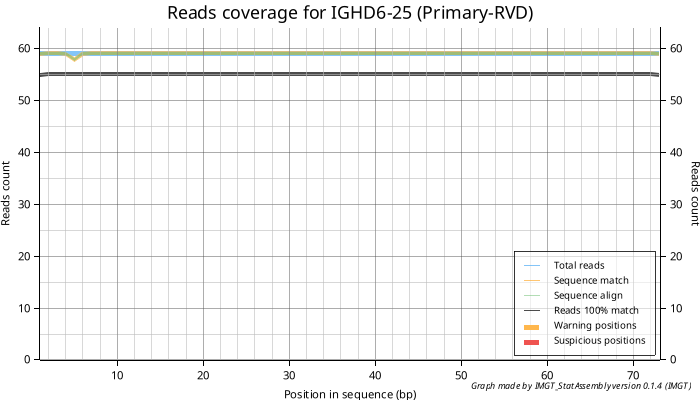 Reads coverage for IGHD6-25 (Primary-RVD)
60
50
40
30
20
10
0
Reads count
60
50
40
30
20
10
0
Reads count
10 20 30 40 50 60 70
Position in sequence (bp)
Total reads
Sequence match
Sequence align
Reads 100% match
Warning positions
Suspicious positions
Graph made by IMGT_StatAssembly version 0.1.4 (IMGT)